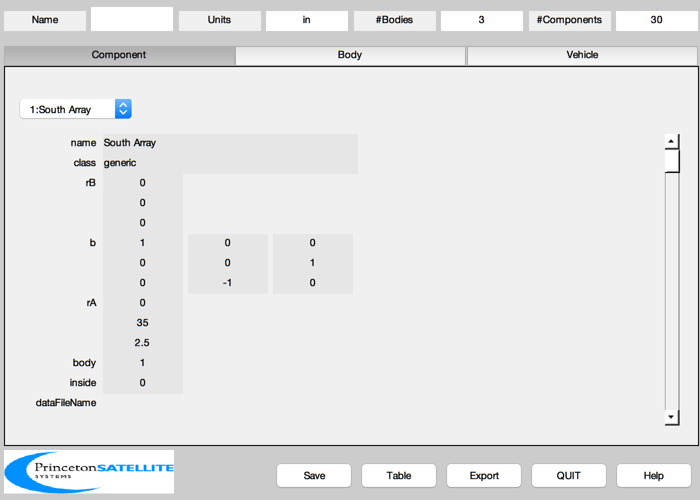 Name Units in #Bodies 3 #Components 30
Component Body Vehicle
1:South Array
name South Array
class generic
rB 0
0
0
b 1 0 0
0 0 1
0 -1 0
rA 0
35
2.5
body 1
inside 0
dataFileName
PrincetonSATELLITE
SYSTEMS
Save Table Export QUIT Help